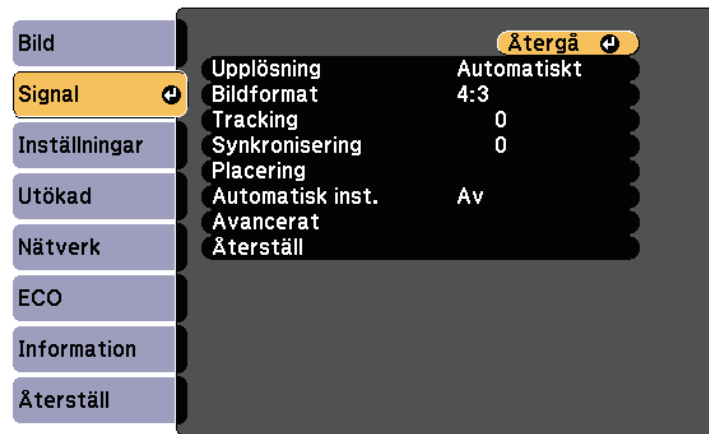 Bild
Signal
Inställningar
Utökad
Nätverk
ECO
Information
Återställ
Återgå
Upplösning Automatiskt
Bildformat 4:3
Tracking 0
Synkronisering 0
Placering
Automatisk inst. Av
Avancerat
Återställ